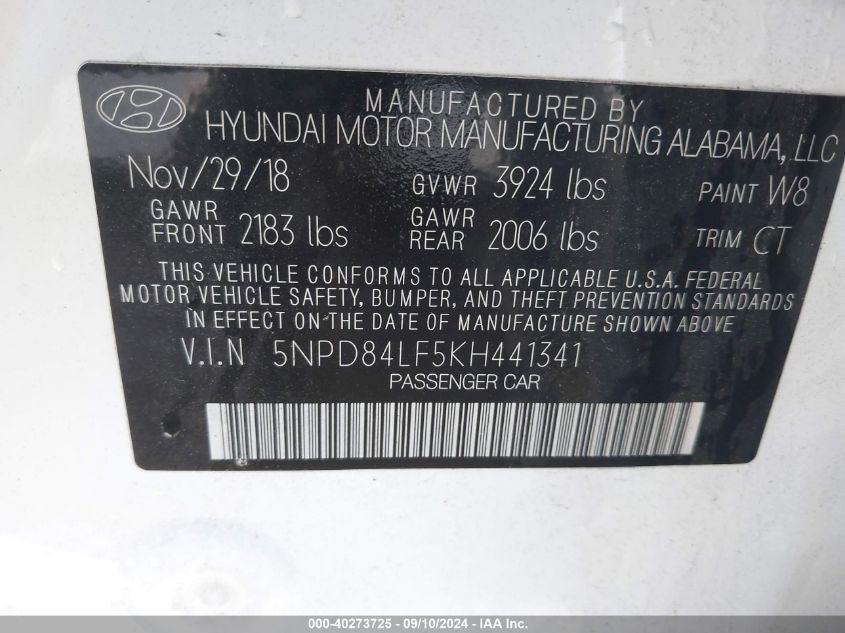 MANUFACTURED BY
HYUNDAI MOTOR MANUFACTURING ALABAMA, LLC
Nov/29/18 GVWR 3924 lbs PAINT W8
GAWR FRONT 2183 lbs GAWR REAR 2006 lbs TRIM CT
THIS VEHICLE CONFORMS TO ALL APPLICABLE U.S.A. FEDERAL
MOTOR VEHICLE SAFETY, BUMPER, AND THEFT PREVENTION STANDARDS
IN EFFECT ON THE DATE OF MANUFACTURE SHOWN ABOVE
V.I.N 5NPD84LF5KH441341
PASSENGER CAR
000-40273725 - 09/10/2024 - IAA Inc.